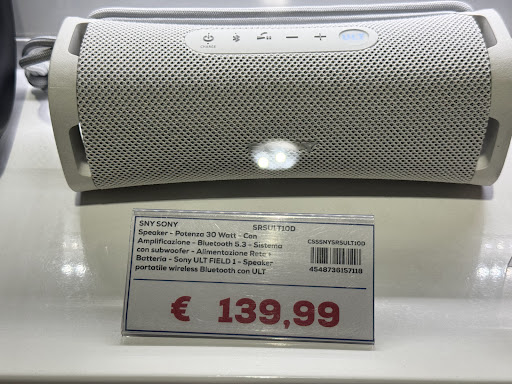 CHARGE
ULT
SNY SONY SRSULT10D
Speaker - Potenza 30 Watt - Con
Amplificazione - Bluetooth 5.3 - Sistema
con subwoofer - Alimentazione Rete +
Batteria - Sony ULT FIELD 1 - Speaker
portatile wireless Bluetooth con ULT
CSSSNYSRSULT10D
4548736157118
€ 139,99